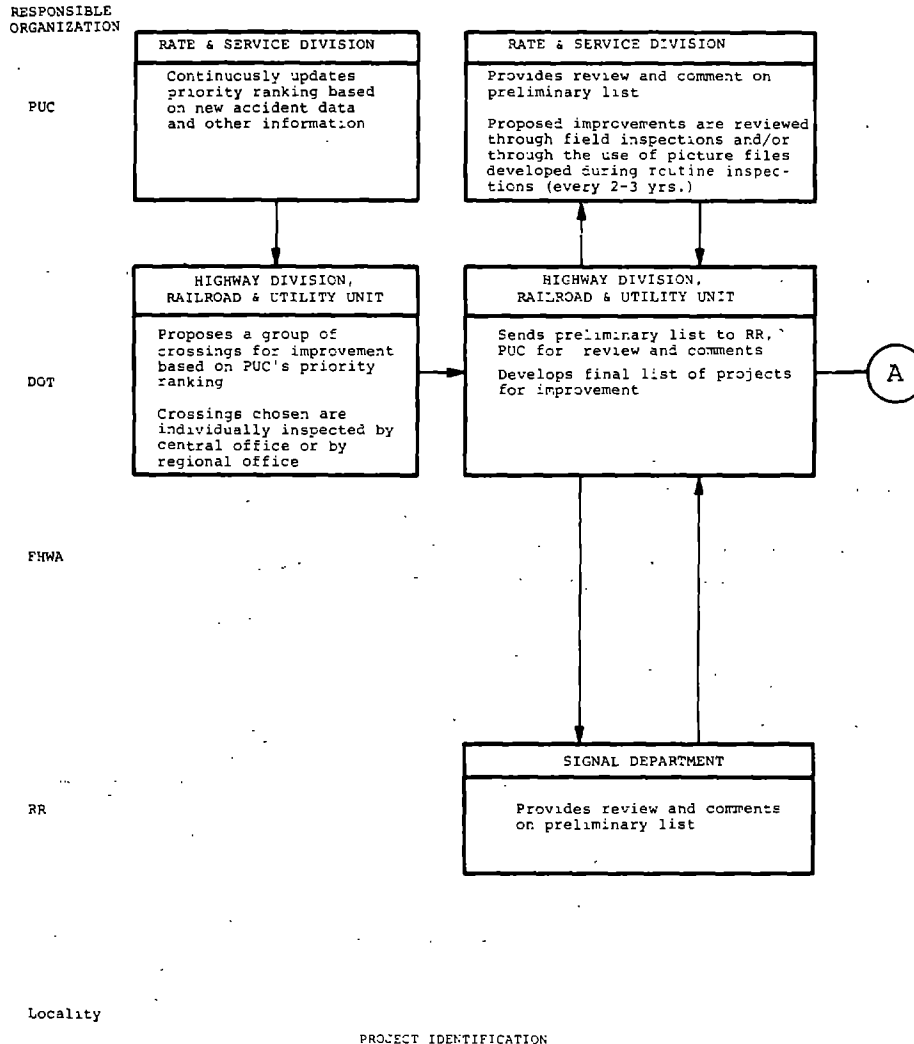 RESPONSIBLE
ORGANIZATION
PUC
RATE & SERVICE DIVISION
Continucusly updates
priority ranking based
on new accident data
and other information
RATE & SERVICE DIVISION
Provides review and comment on
preliminary list
Proposed improvements are reviewed
through field inspections and/or
through the use of picture files
developed during routine inspec-
tions (every 2-3 yrs.)
DOT
HIGHWAY DIVISION,
RAILROAD & UTILITY UNIT
Proposes a group of
crossings for improvement
based on PUC's priority
ranking
Crossings chosen are
individually inspected by
central office or by
regional office
HIGHWAY DIVISION,
RAILROAD & UTILITY UNIT
Sends preliminary list to RR,
PUC for review and comments
Develops final list of projects
for improvement
A
FHWA
RR
SIGNAL DEPARTMENT
Provides review and comments
on preliminary list
Locality
PROJECT IDENTIFICATION